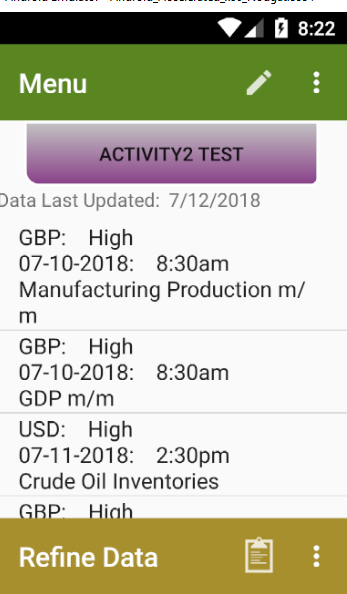 8:22
Menu
ACTIVITY2 TEST
Data Last Updated: 7/12/2018
GBP: High
07-10-2018: 8:30am
Manufacturing Production m/
m
GBP: High
07-10-2018: 8:30am
GDP m/m
USD: High
07-11-2018: 2:30pm
Crude Oil Inventories
GBP: High
Refine Data